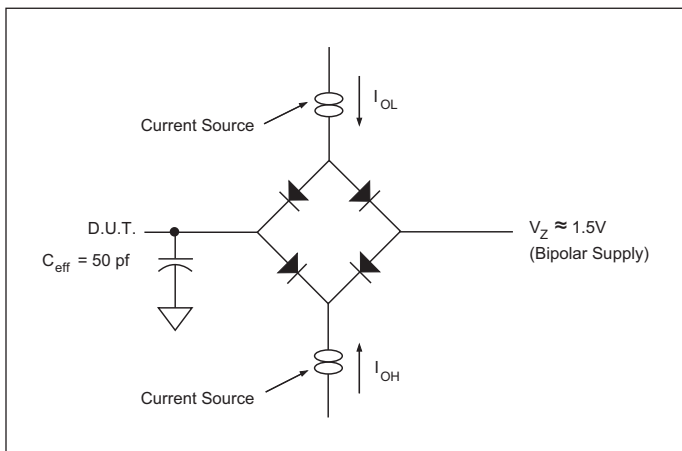 I_OL
Current Source
D.U.T.
V_Z ≈ 1.5V
(Bipolar Supply)
C_eff = 50 pf
I_OH
Current Source